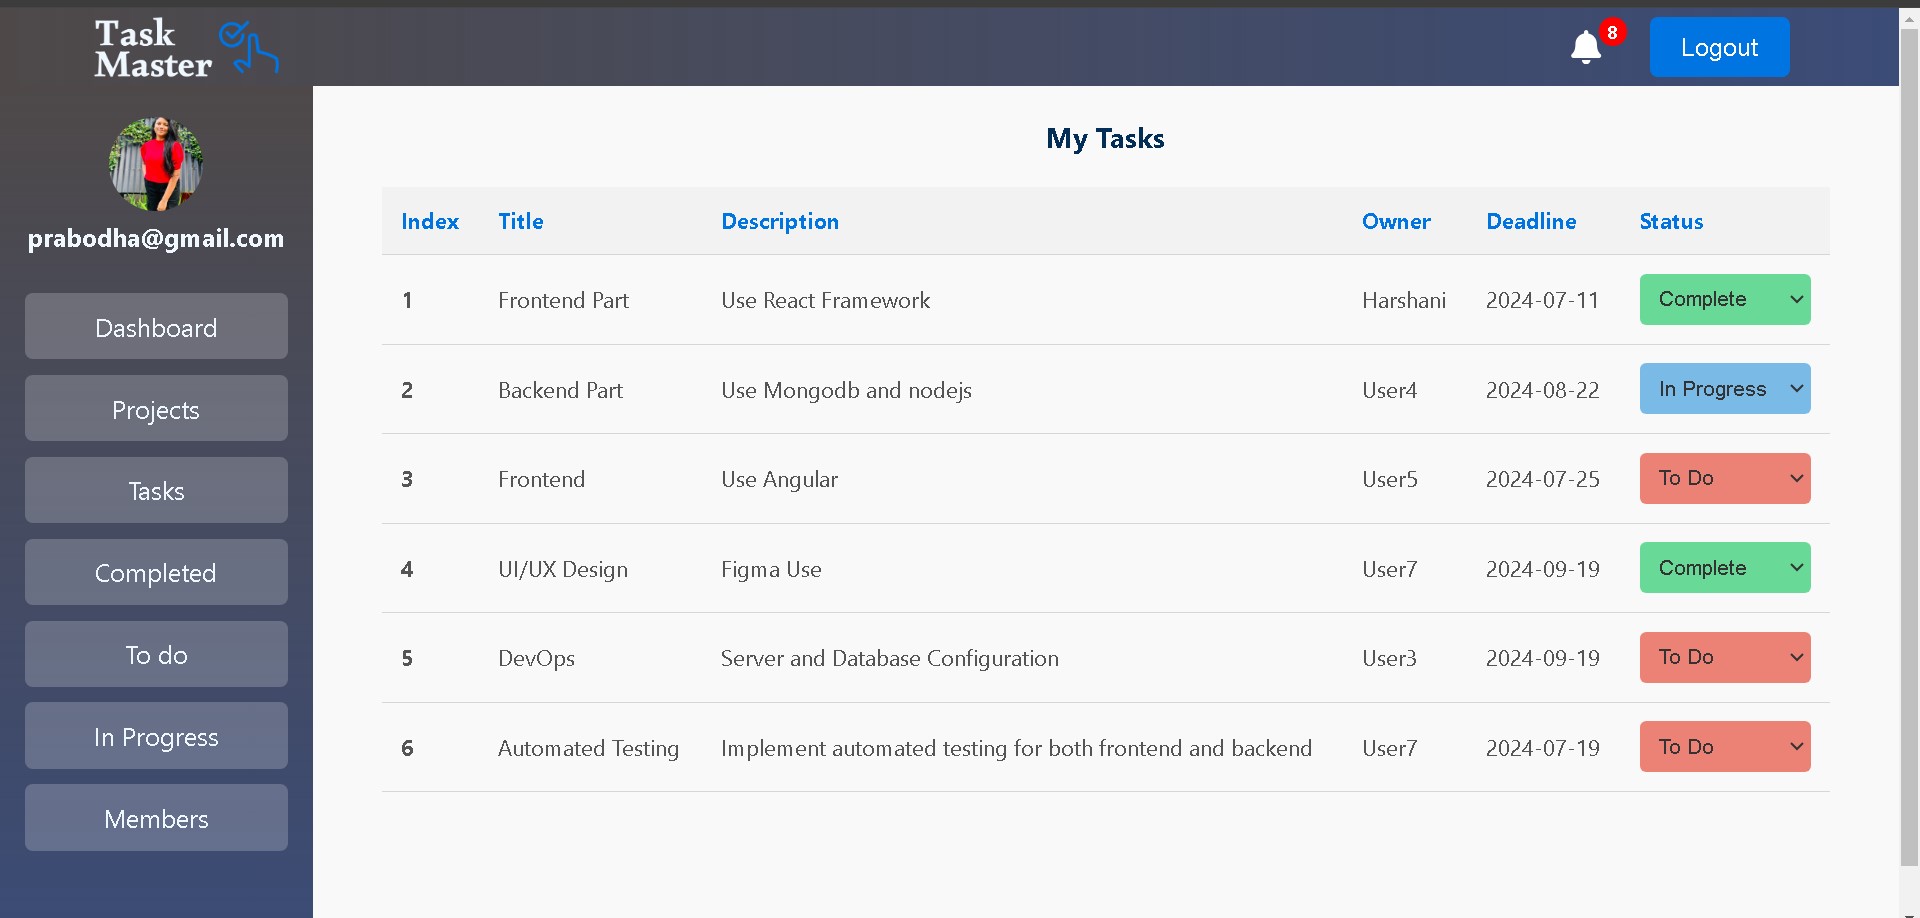 Task
Master
8
Logout
prabodha@gmail.com
Dashboard
Projects
Tasks
Completed
To do
In Progress
Members
My Tasks
Index Title Description Owner Deadline Status
1 Frontend Part Use React Framework Harshani 2024-07-11 Complete
2 Backend Part Use Mongodb and nodejs User4 2024-08-22 In Progress
3 Frontend Use Angular User5 2024-07-25 To Do
4 UI/UX Design Figma Use User7 2024-09-19 Complete
5 DevOps Server and Database Configuration User3 2024-09-19 To Do
6 Automated Testing Implement automated testing for both frontend and backend User7 2024-07-19 To Do